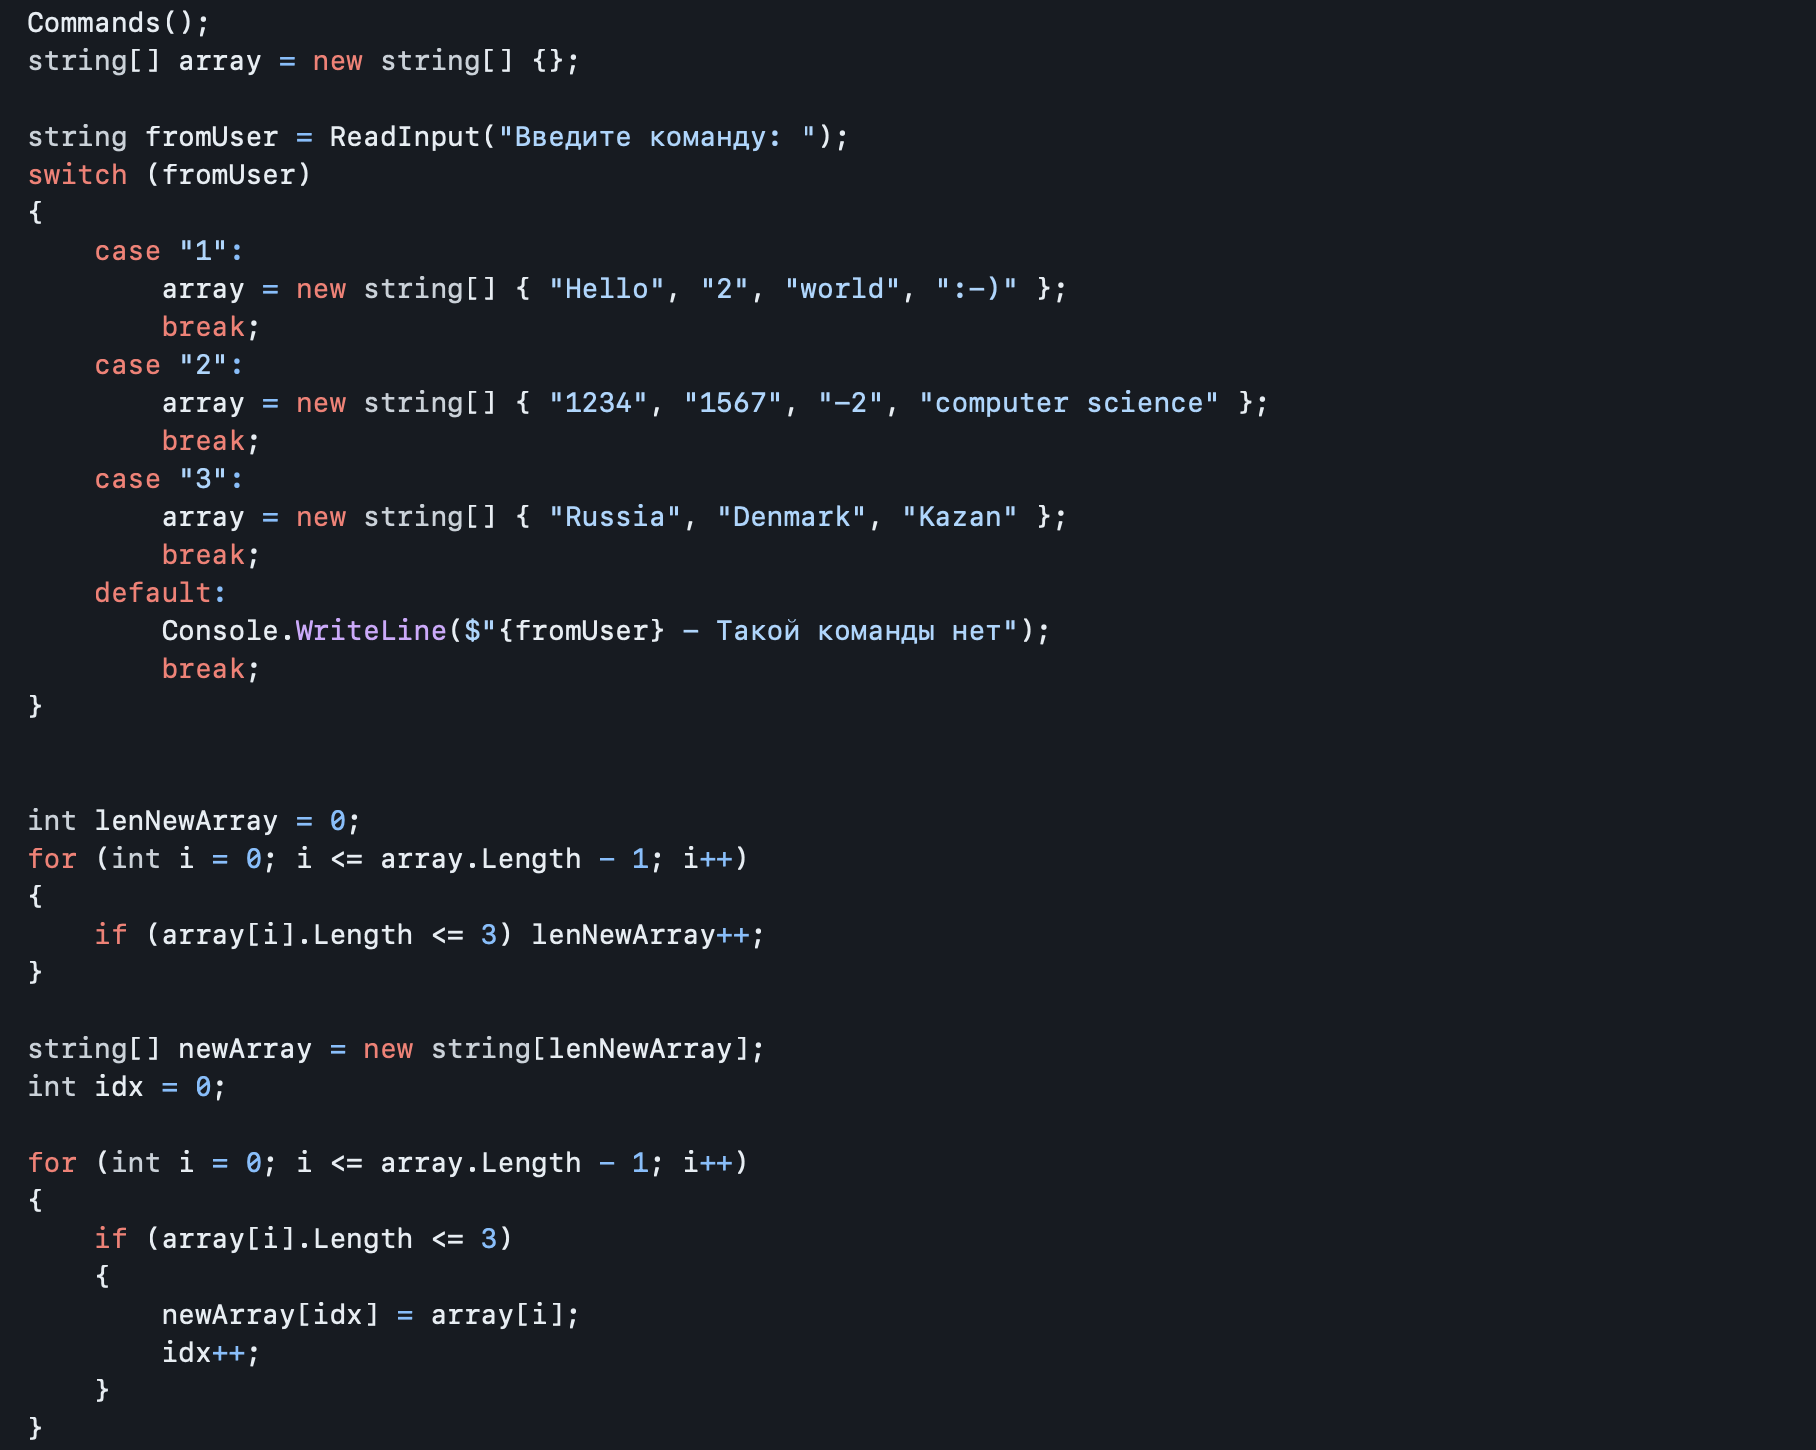 Commands();
string[] array = new string[] {};
string fromUser = ReadInput("Введите команду: ");
switch (fromUser)
{
    case "1":
        array = new string[] { "Hello", "2", "world", ":-)" };
        break;
    case "2":
        array = new string[] { "1234", "1567", "-2", "computer science" };
        break;
    case "3":
        array = new string[] { "Russia", "Denmark", "Kazan" };
        break;
    default:
        Console.WriteLine($"{fromUser} - Такой команды нет");
        break;
}
int lenNewArray = 0;
for (int i = 0; i <= array.Length - 1; i++)
{
    if (array[i].Length <= 3) lenNewArray++;
}
string[] newArray = new string[lenNewArray];
int idx = 0;
for (int i = 0; i <= array.Length - 1; i++)
{
    if (array[i].Length <= 3)
    {
        newArray[idx] = array[i];
        idx++;
    }
}